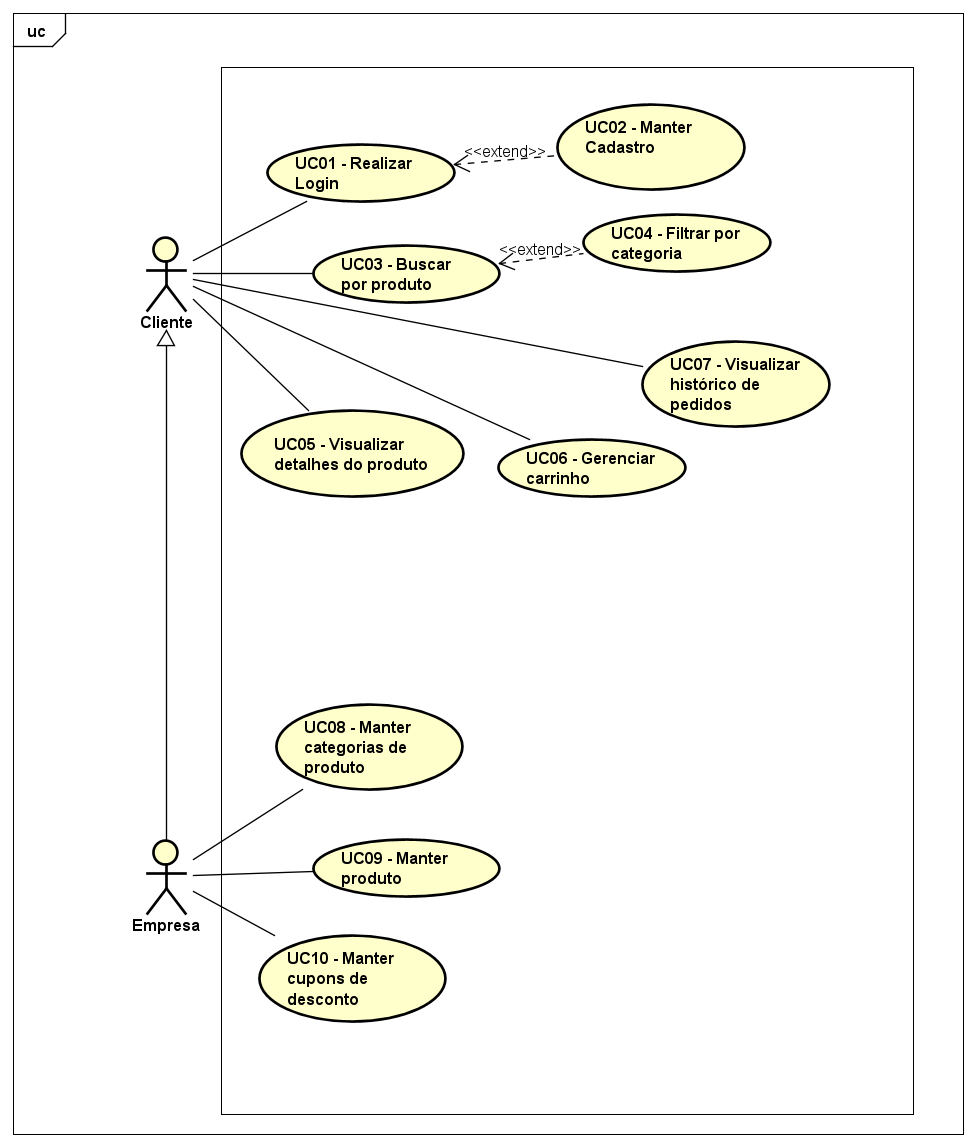 uc
UC01 - Realizar
Login
<<extend>>
UC02 - Manter
Cadastro
UC03 - Buscar
por produto
<<extend>>
UC04 - Filtrar por
categoria
Cliente
UC07 - Visualizar
histórico de
pedidos
UC05 - Visualizar
detalhes do produto
UC06 - Gerenciar
carrinho
UC08 - Manter
categorias de
produto
UC09 - Manter
produto
Empresa
UC10 - Manter
cupons de
desconto